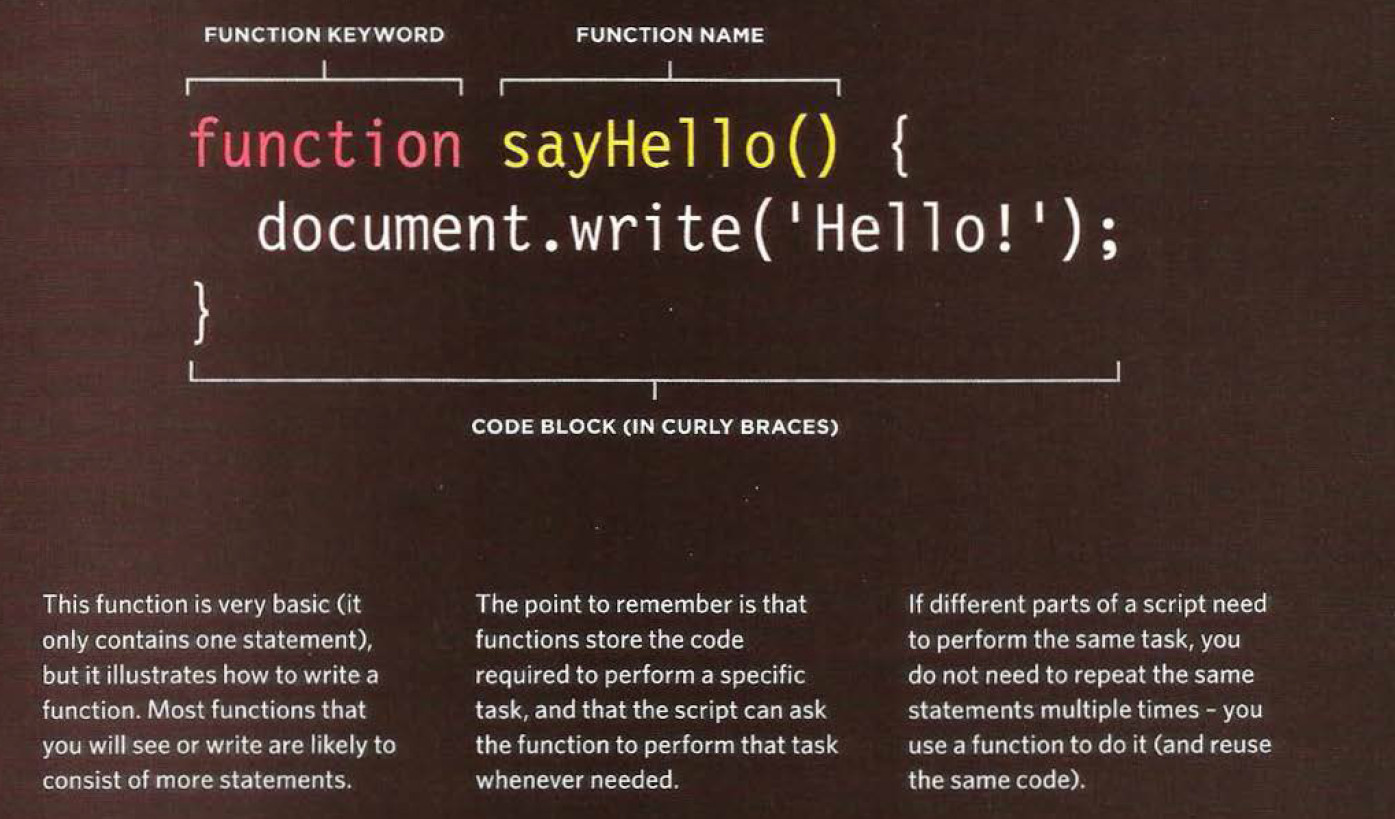 FUNCTION KEYWORD FUNCTION NAME
function sayHello() {
document.write('Hello!');
}
CODE BLOCK (IN CURLY BRACES)
This function is very basic (it
only contains one statement),
but it illustrates how to write a
function. Most functions that
you will see or write are likely to
consist of more statements.
The point to remember is that
functions store the code
required to perform a specific
task, and that the script can ask
the function to perform that task
whenever needed.
If different parts of a script need
to perform the same task, you
do not need to repeat the same
statements multiple times – you
use a function to do it (and reuse
the same code).